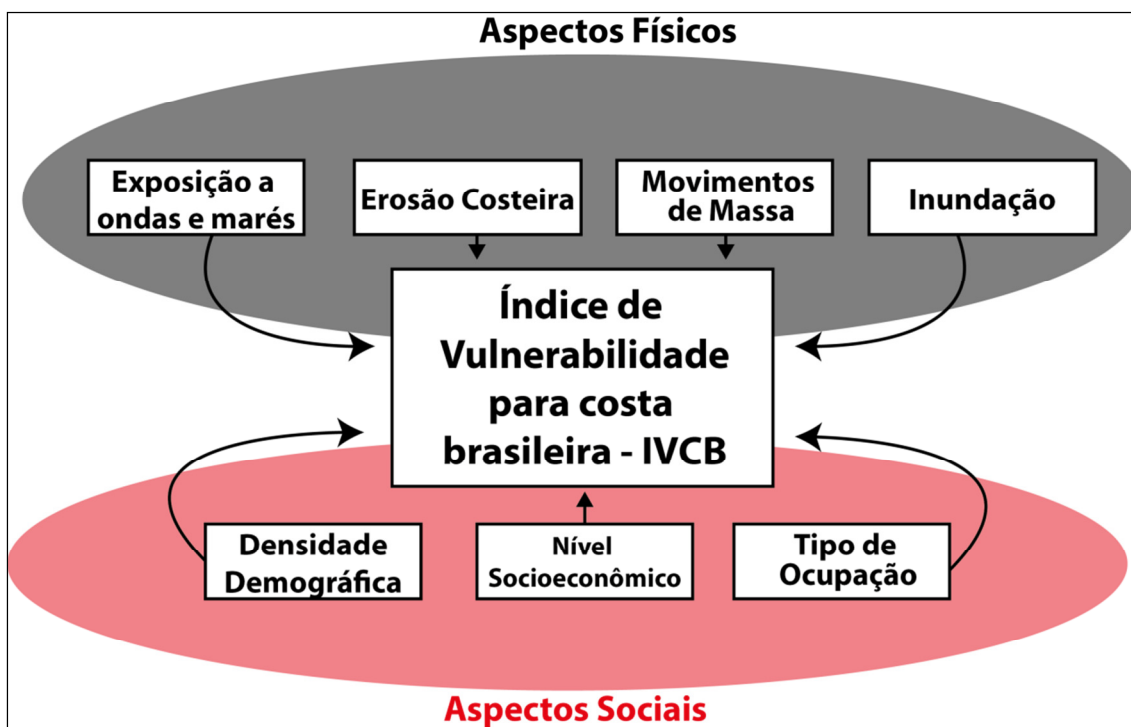 Aspectos Físicos
Exposição a
ondas e marés
Erosão Costeira
Movimentos
de Massa
Inundação
Índice de
Vulnerabilidade
para costa
brasileira - IVCB
Densidade
Demográfica
Nível
Socioeconômico
Tipo de
Ocupação
Aspectos Sociais